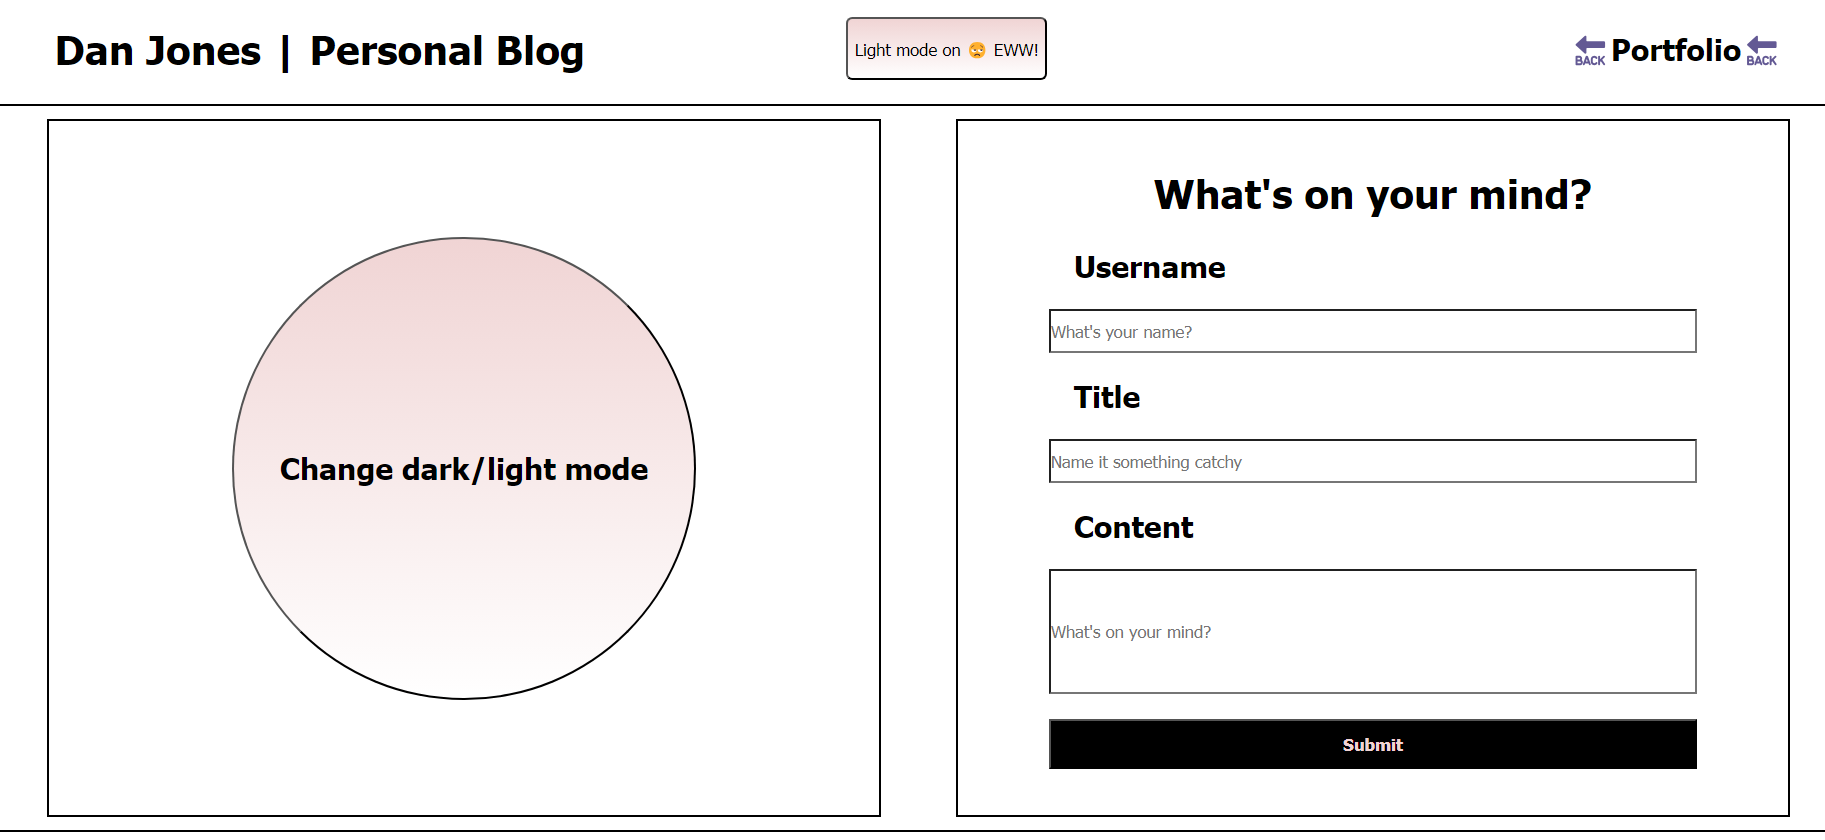 Dan Jones | Personal Blog
Light mode on 😳 EWW!
BACK Portfolio BACK
Change dark/light mode
What's on your mind?
Username
What's your name?
Title
Name it something catchy
Content
What's on your mind?
Submit